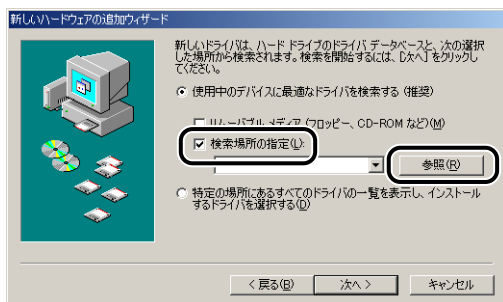 新しいハードウェアの追加ウィザード
新しいドライバは、ハード ドライブのドライバ データベースと、次の選択
した場所から検索されます。検索を開始するには、[次へ] をクリックし
てください。
使用中のデバイスに最適なドライバを検索する (推奨)
リムーバブル メディア (フロッピー、CD-ROM など)(M)
検索場所の指定(L):
参照(R)
特定の場所にあるすべてのドライバの一覧を表示し、インストール
するドライバを選択する(D)
< 戻る(B)
次へ >
キャンセル